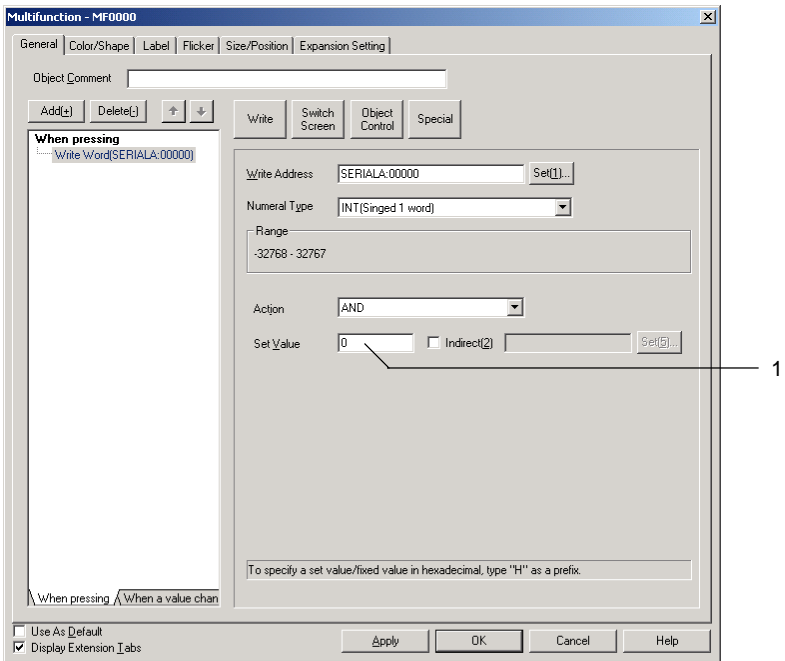 Multifunction - MF0000
General Color/Shape Label Flicker Size/Position Expansion Setting
Object Comment
Add(+) Delete(-)
Write Switch Screen Object Control Special
When pressing
Write Word(SERIALA:00000)
Write Address SERIALA:00000 Set(1)...
Numeral Type INT(Singed 1 word)
Range
-32768 - 32767
Action AND
Set Value 0 Indirect(2) Set(5)...
1
To specify a set value/fixed value in hexadecimal, type "H" as a prefix.
When pressing When a value chan
Use As Default
Display Extension Tabs
Apply OK Cancel Help